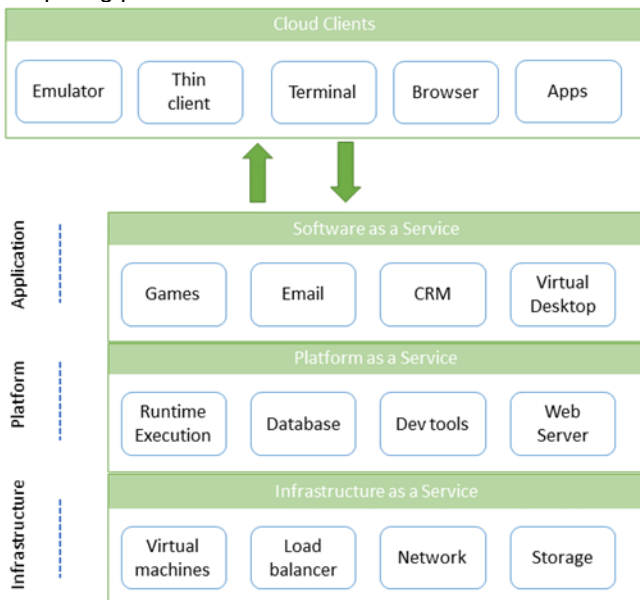 Cloud Clients
Emulator
Thin
client
Terminal
Browser
Apps
Application
Software as a Service
Games
Email
CRM
Virtual
Desktop
Platform
Platform as a Service
Runtime
Execution
Database
Dev tools
Web
Server
Infrastructure
Infrastructure as a Service
Virtual
machines
Load
balancer
Network
Storage